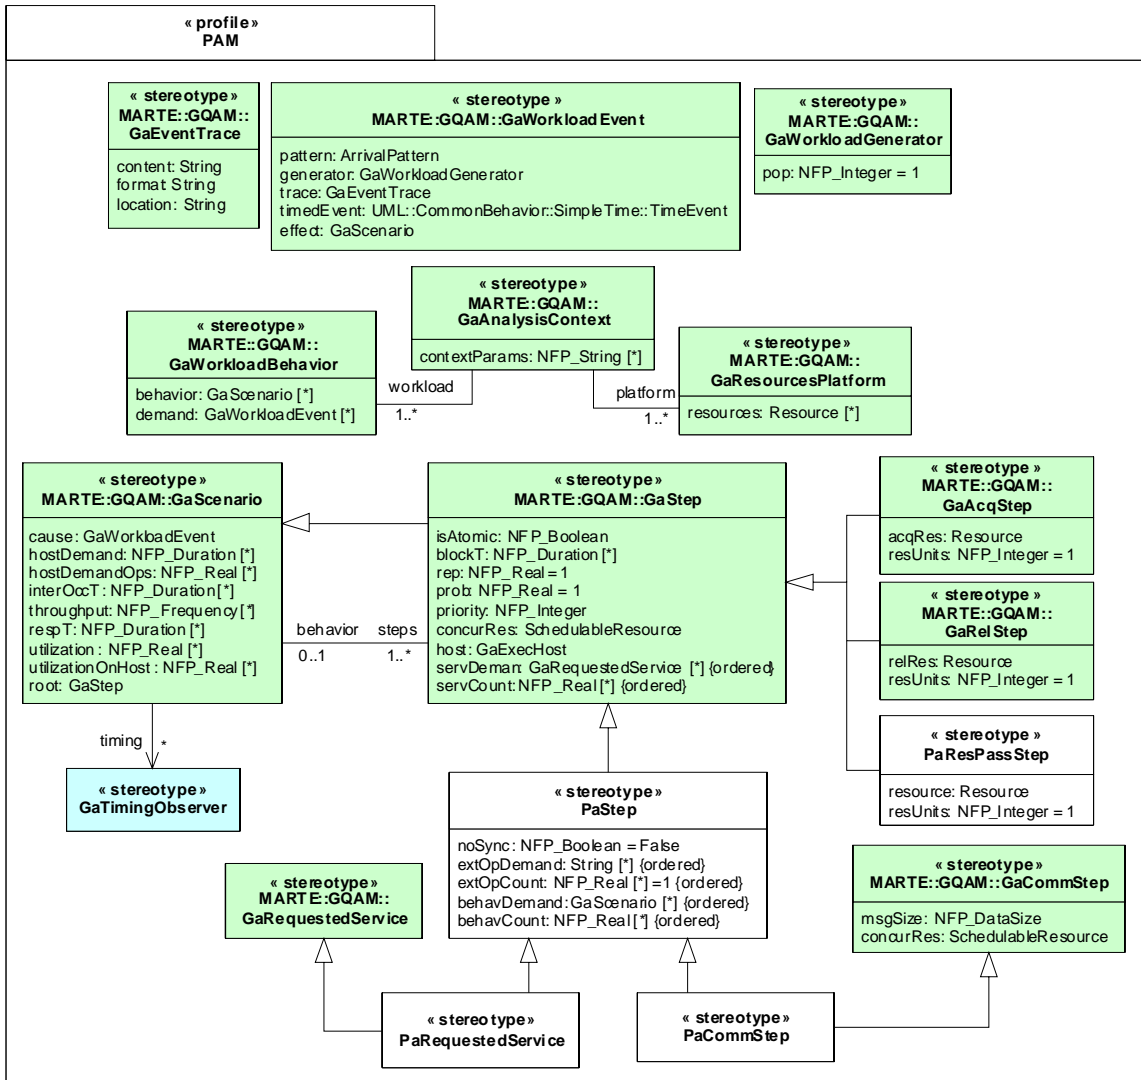 « profile »
PAM
« stereotype »
MARTE::GQAM::
GaEventTrace
content: String
format: String
location: String
« stereotype »
MARTE::GQAM::GaWorkloadEvent
pattern: ArrivalPattern
generator: GaWorkloadGenerator
trace: GaEventTrace
timedEvent: UML::CommonBehavior::SimpleTime::TimeEvent
effect: GaScenario
« stereotype »
MARTE::GQAM::
GaWorkloadGenerator
pop: NFP_Integer = 1
« stereotype »
MARTE::GQAM::
GaAnalysisContext
contextParams: NFP_String [*]
« stereotype »
MARTE::GQAM::
GaWorkloadBehavior
behavior: GaScenario [*]
demand: GaWorkloadEvent [*]
workload
1..*
platform
1..*
« stereotype »
MARTE::GQAM::
GaResourcesPlatform
resources: Resource [*]
« stereotype »
MARTE::GQAM::GaScenario
cause: GaWorkloadEvent
hostDemand: NFP_Duration [*]
hostDemandOps: NFP_Real [*]
interOccT: NFP_Duration[*]
throughput: NFP_Frequency[*]
respT: NFP_Duration [*]
utilization : NFP_Real [*]
utilizationOnHost : NFP_Real [*]
root: GaStep
behavior steps
0..1 1..*
« stereotype »
MARTE::GQAM::GaStep
isAtomic: NFP_Boolean
blockT: NFP_Duration[*]
rep: NFP_Real = 1
prob: NFP_Real = 1
priority: NFP_Integer
concurRes: SchedulableResource
host: GaExecHost
servDeman: GaRequestedService [*] {ordered}
servCount:NFP_Real[*] {ordered}
« stereotype »
MARTE::GQAM::
GaAcqStep
acqRes: Resource
resUnits: NFP_Integer = 1
« stereotype »
MARTE::GQAM::
GaRelStep
relRes: Resource
resUnits: NFP_Integer = 1
« stereotype »
PaResPassStep
resource: Resource
resUnits: NFP_Integer = 1
timing *
« stereotype »
GaTimingObserver
« stereotype »
PaStep
noSync: NFP_Boolean = False
extOpDemand: String [*] {ordered}
extOpCount: NFP_Real [*] =1 {ordered}
behavDemand:GaScenario [*] {ordered}
behavCount: NFP_Real[*] {ordered}
« stereotype »
MARTE::GQAM::
GaRequestedService
« stereotype »
MARTE::GQAM::GaCommStep
msgSize: NFP_DataSize
concurRes: SchedulableResource
« stereotype »
PaRequestedService
« stereotype »
PaCommStep